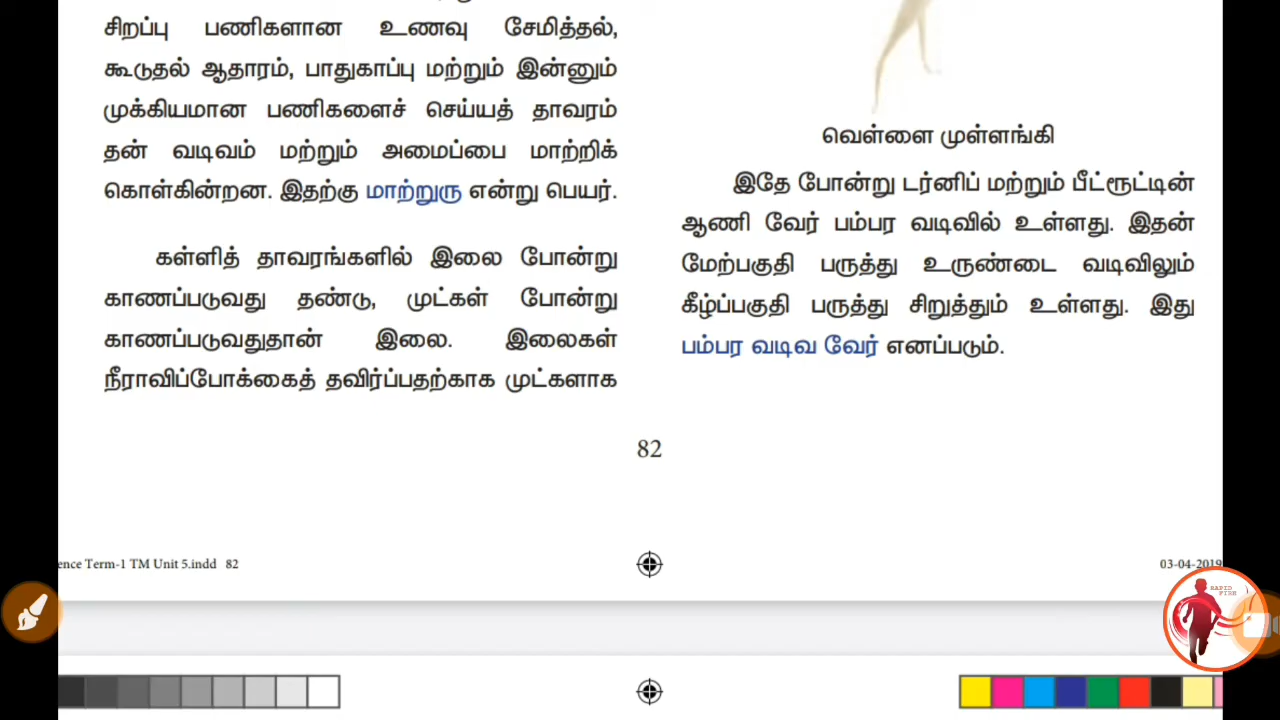 சிறப்பு பணிகளான உணவு சேமித்தல்,
கூடுதல் ஆதாரம், பாதுகாப்பு மற்றும் இன்னும்
முக்கியமான பணிகளைச் செய்யத் தாவரம்
தன் வடிவம் மற்றும் அமைப்பை மாற்றிக்
கொள்கின்றன. இதற்கு மாற்றுரு என்று பெயர்.
கள்ளித் தாவரங்களில் இலை போன்று
காணப்படுவது தண்டு, முட்கள் போன்று
காணப்படுவதுதான் இலை. இலைகள்
நீராவிப்போக்கைத் தவிர்ப்பதற்காக முட்களாக
வெள்ளை முள்ளங்கி
இதே போன்று டர்னிப் மற்றும் பீட்ரூட்டின்
ஆணி வேர் பம்பர வடிவில் உள்ளது. இதன்
மேற்பகுதி பருத்து உருண்டை வடிவிலும்
கீழ்ப்பகுதி பருத்து சிறுத்தும் உள்ளது. இது
பம்பர வடிவ வேர் எனப்படும்.
82
ence Term-1 TM Unit 5.indd 82
03-04-2019
RAPID